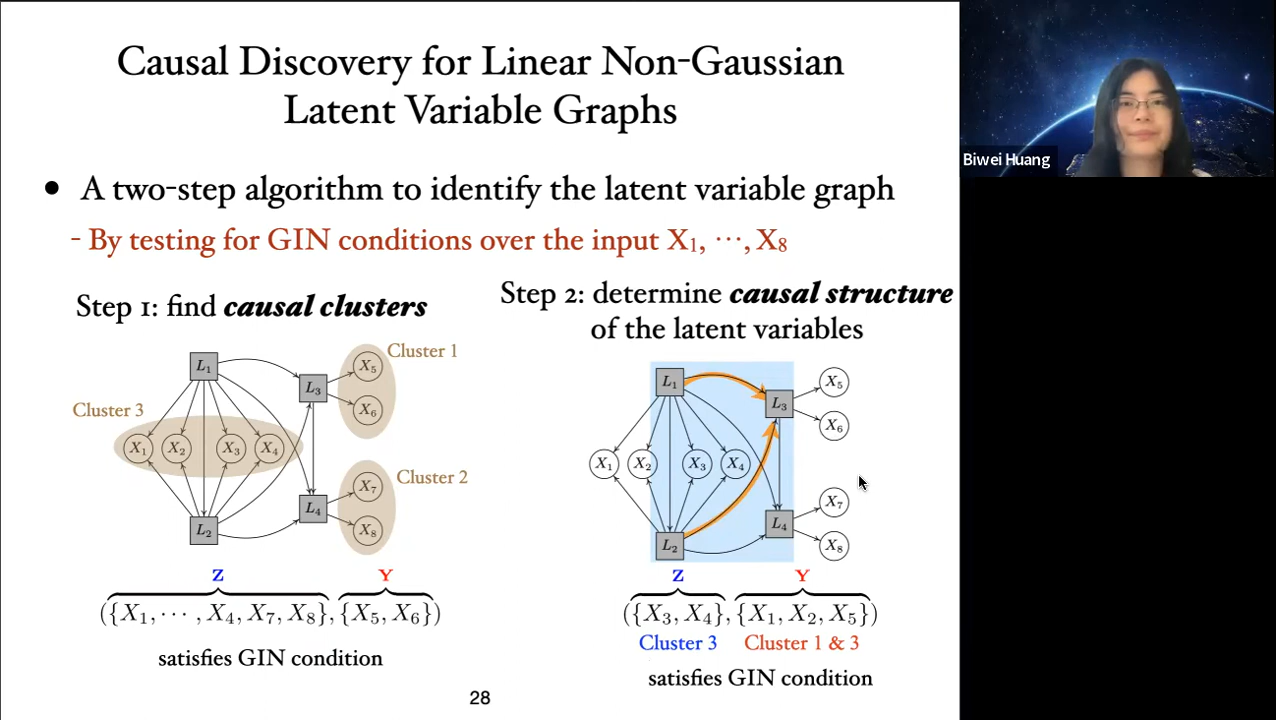 Causal Discovery for Linear Non-Gaussian
Latent Variable Graphs
Biwei Huang
• A two-step algorithm to identify the latent variable graph
- By testing for GIN conditions over the input X₁, ⋯, X₈
Step 1: find causal clusters
L₁
X₅
Cluster 1
L₃
X₆
Cluster 3
X₁ X₂ X₃ X₄
X₇
Cluster 2
L₄
X₈
L₂
Z Y
({X₁, ⋯ , X₄, X₇, X₈}, {X₅, X₆})
satisfies GIN condition
Step 2: determine causal structure
of the latent variables
L₁
X₅
L₃
X₆
X₁ X₂ X₃ X₄
X₇
L₄
X₈
L₂
Z Y
({X₃, X₄}, {X₁, X₂, X₅})
Cluster 3 Cluster 1 & 3
satisfies GIN condition
28